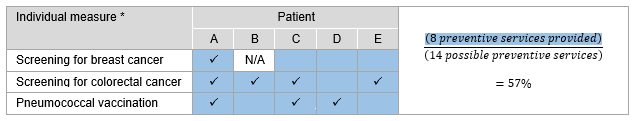 Individual measure * Patient
A B C D E
Screening for breast cancer ✓ N/A
Screening for colorectal cancer ✓ ✓ ✓ ✓
Pneumococcal vaccination ✓ ✓ ✓
(8 preventive services provided)
(14 possible preventive services)
= 57%